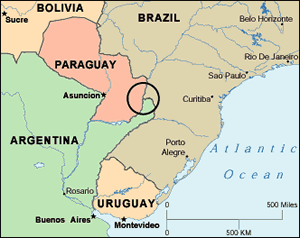 BOLIVIA
Sucre
BRAZIL
Belo Horizonte
PARAGUAY
Rio De Janeiro
Sao Paulo
Asuncion
Curitiba
ARGENTINA
Porto
Alegre
Atlantic
Ocean
Rosario
URUGUAY
Buenos Aires
Montevideo
0
500 Miles
0
500 KM